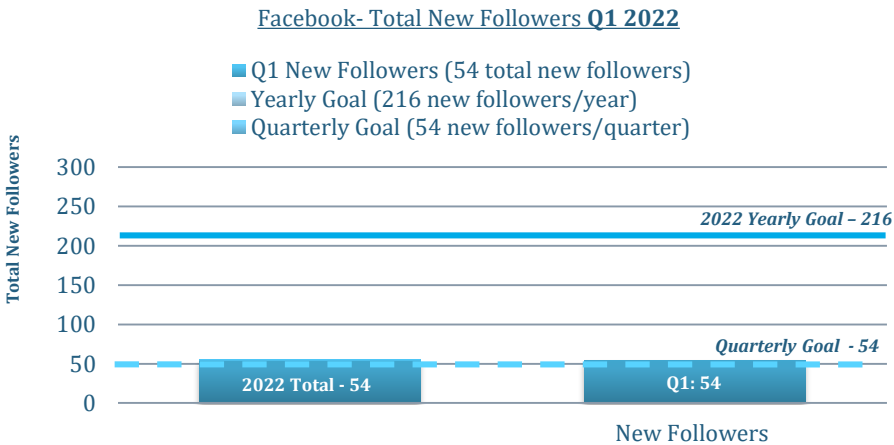 Facebook- Total New Followers Q1 2022
Q1 New Followers (54 total new followers)
Yearly Goal (216 new followers/year)
Quarterly Goal (54 new followers/quarter)
Total New Followers
300
250
2022 Yearly Goal – 216
200
150
100
Quarterly Goal - 54
50
2022 Total - 54
Q1: 54
0
New Followers